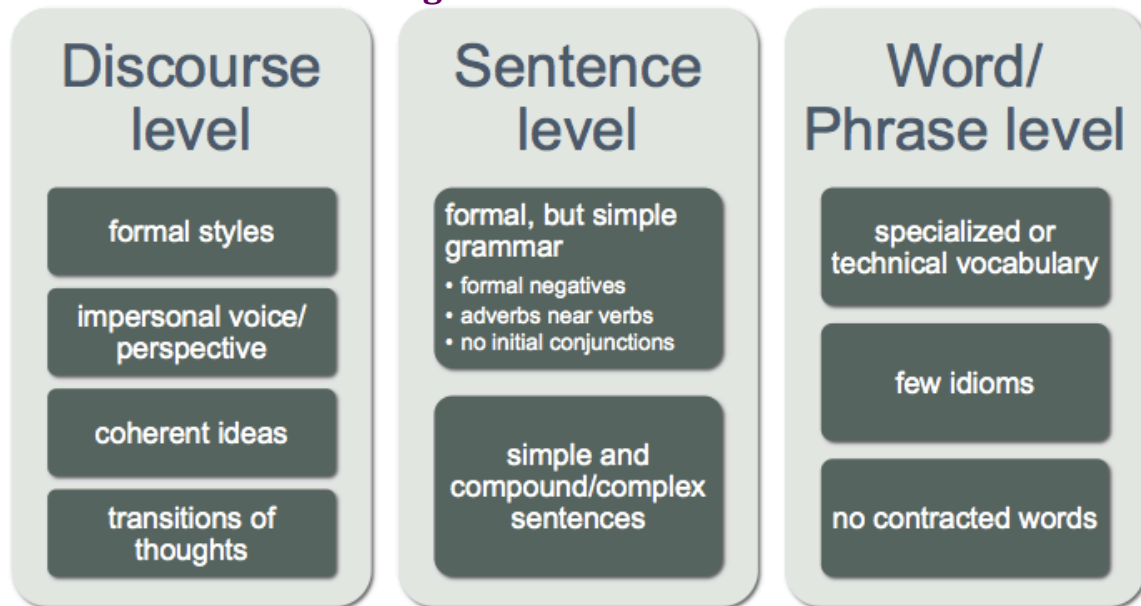 Discourse
level
formal styles
impersonal voice/
perspective
coherent ideas
transitions of
thoughts
Sentence
level
formal, but simple
grammar
• formal negatives
• adverbs near verbs
• no initial conjunctions
simple and
compound/complex
sentences
Word/
Phrase level
specialized or
technical vocabulary
few idioms
no contracted words